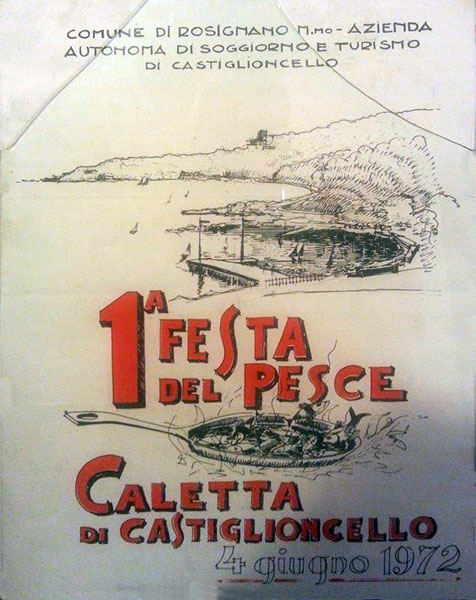 COMUNE DI ROSIGNANO M.MO - AZIENDA
AUTONOMA DI SOGGIORNO E TURISMO
DI CASTIGLIONCELLO
1A FESTA
DEL PESCE
CALETTA
DI CASTIGLIONCELLO
4 giugno 1972